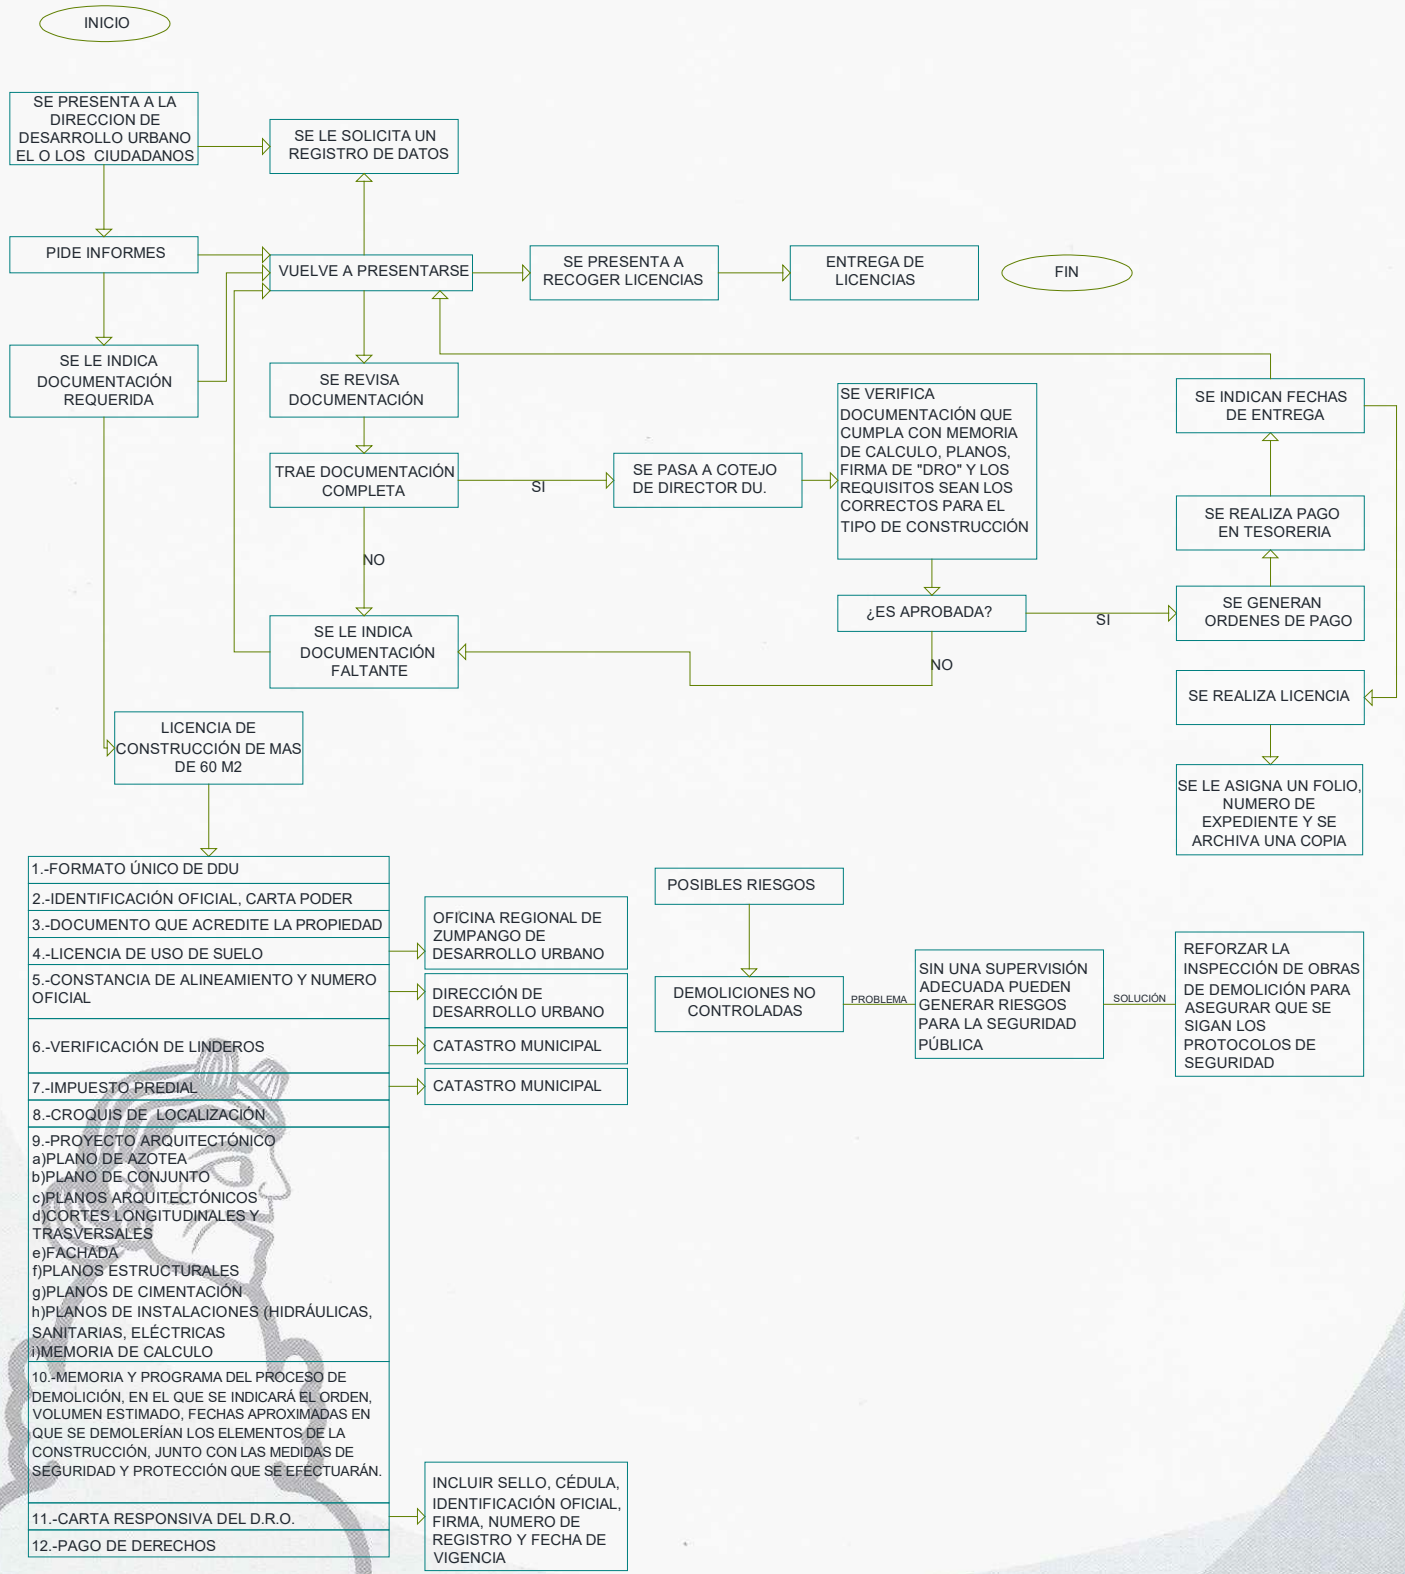 INICIO
SE PRESENTA A LA
DIRECCION DE
DESARROLLO URBANO
EL O LOS CIUDADANOS
SE LE SOLICITA UN
REGISTRO DE DATOS
PIDE INFORMES
VUELVE A PRESENTARSE
SE PRESENTA A
RECOGER LICENCIAS
ENTREGA DE
LICENCIAS
FIN
SE LE INDICA
DOCUMENTACIÓN
REQUERIDA
SE REVISA
DOCUMENTACIÓN
TRAE DOCUMENTACIÓN
COMPLETA
SI
NO
SE PASA A COTEJO
DE DIRECTOR DU.
SE VERIFICA
DOCUMENTACIÓN QUE
CUMPLA CON MEMORIA
DE CALCULO, PLANOS,
FIRMA DE "DRO" Y LOS
REQUISITOS SEAN LOS
CORRECTOS PARA EL
TIPO DE CONSTRUCCIÓN
¿ES APROBADA?
SI
NO
SE INDICAN FECHAS
DE ENTREGA
SE REALIZA PAGO
EN TESORERIA
SE GENERAN
ORDENES DE PAGO
SE LE INDICA
DOCUMENTACIÓN
FALTANTE
SE REALIZA LICENCIA
SE LE ASIGNA UN FOLIO,
NUMERO DE
EXPEDIENTE Y SE
ARCHIVA UNA COPIA
LICENCIA DE
CONSTRUCCIÓN DE MAS
DE 60 M2
1.-FORMATO ÚNICO DE DDU
2.-IDENTIFICACIÓN OFICIAL, CARTA PODER
3.-DOCUMENTO QUE ACREDITE LA PROPIEDAD
4.-LICENCIA DE USO DE SUELO
OFICINA REGIONAL DE
ZUMPANGO DE
DESARROLLO URBANO
5.-CONSTANCIA DE ALINEAMIENTO Y NUMERO
OFICIAL
DIRECCIÓN DE
DESARROLLO URBANO
6.-VERIFICACIÓN DE LINDEROS
CATASTRO MUNICIPAL
7.-IMPUESTO PREDIAL
CATASTRO MUNICIPAL
8.-CROQUIS DE LOCALIZACIÓN
9.-PROYECTO ARQUITECTÓNICO
a)PLANO DE AZOTEA
b)PLANO DE CONJUNTO
c)PLANOS ARQUITECTÓNICOS
d)CORTES LONGITUDINALES Y
TRASVERSALES
e)FACHADA
f)PLANOS ESTRUCTURALES
g)PLANOS DE CIMENTACIÓN
h)PLANOS DE INSTALACIONES (HIDRÁULICAS,
SANITARIAS, ELÉCTRICAS
i)MEMORIA DE CALCULO
10.-MEMORIA Y PROGRAMA DEL PROCESO DE
DEMOLICIÓN, EN EL QUE SE INDICARÁ EL ORDEN,
VOLUMEN ESTIMADO, FECHAS APROXIMADAS EN
QUE SE DEMOLERÍAN LOS ELEMENTOS DE LA
CONSTRUCCIÓN, JUNTO CON LAS MEDIDAS DE
SEGURIDAD Y PROTECCIÓN QUE SE EFECTUARÁN.
11.-CARTA RESPONSIVA DEL D.R.O.
12.-PAGO DE DERECHOS
INCLUIR SELLO, CÉDULA,
IDENTIFICACIÓN OFICIAL,
FIRMA, NUMERO DE
REGISTRO Y FECHA DE
VIGENCIA
POSIBLES RIESGOS
DEMOLICIONES NO
CONTROLADAS
PROBLEMA
SIN UNA SUPERVISIÓN
ADECUADA PUEDEN
GENERAR RIESGOS
PARA LA SEGURIDAD
PÚBLICA
SOLUCIÓN
REFORZAR LA
INSPECCIÓN DE OBRAS
DE DEMOLICIÓN PARA
ASEGURAR QUE SE
SIGAN LOS
PROTOCOLOS DE
SEGURIDAD